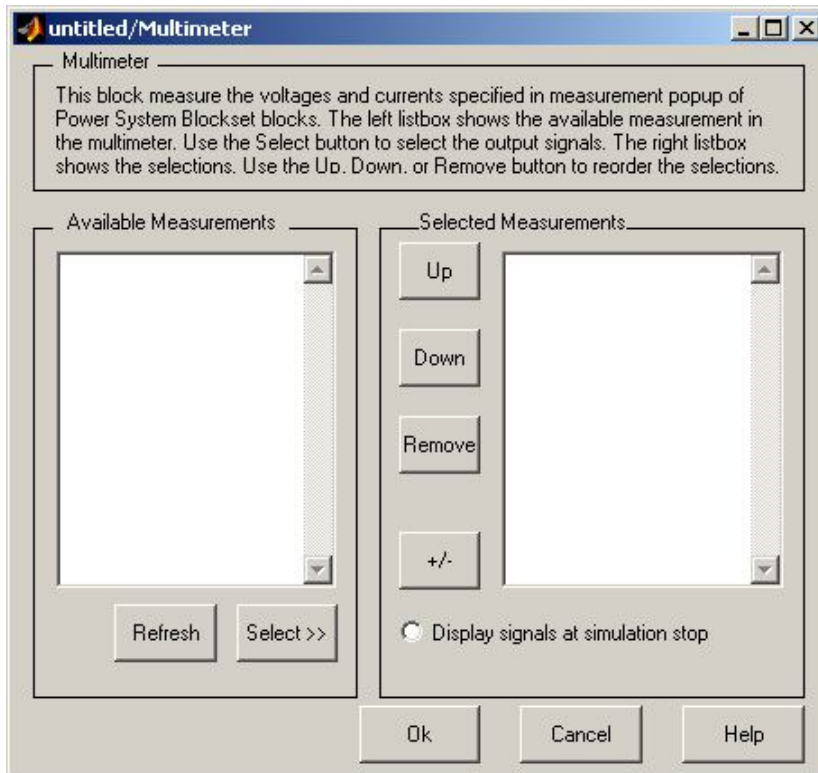 untitled/Multimeter
Multimeter
This block measure the voltages and currents specified in measurement popup of
Power System Blockset blocks. The left listbox shows the available measurement in
the multimeter. Use the Select button to select the output signals. The right listbox
shows the selections. Use the Up, Down, or Remove button to reorder the selections.
Available Measurements
Selected Measurements
Up
Down
Remove
+/-
Refresh
Select >>
Display signals at simulation stop
Ok
Cancel
Help